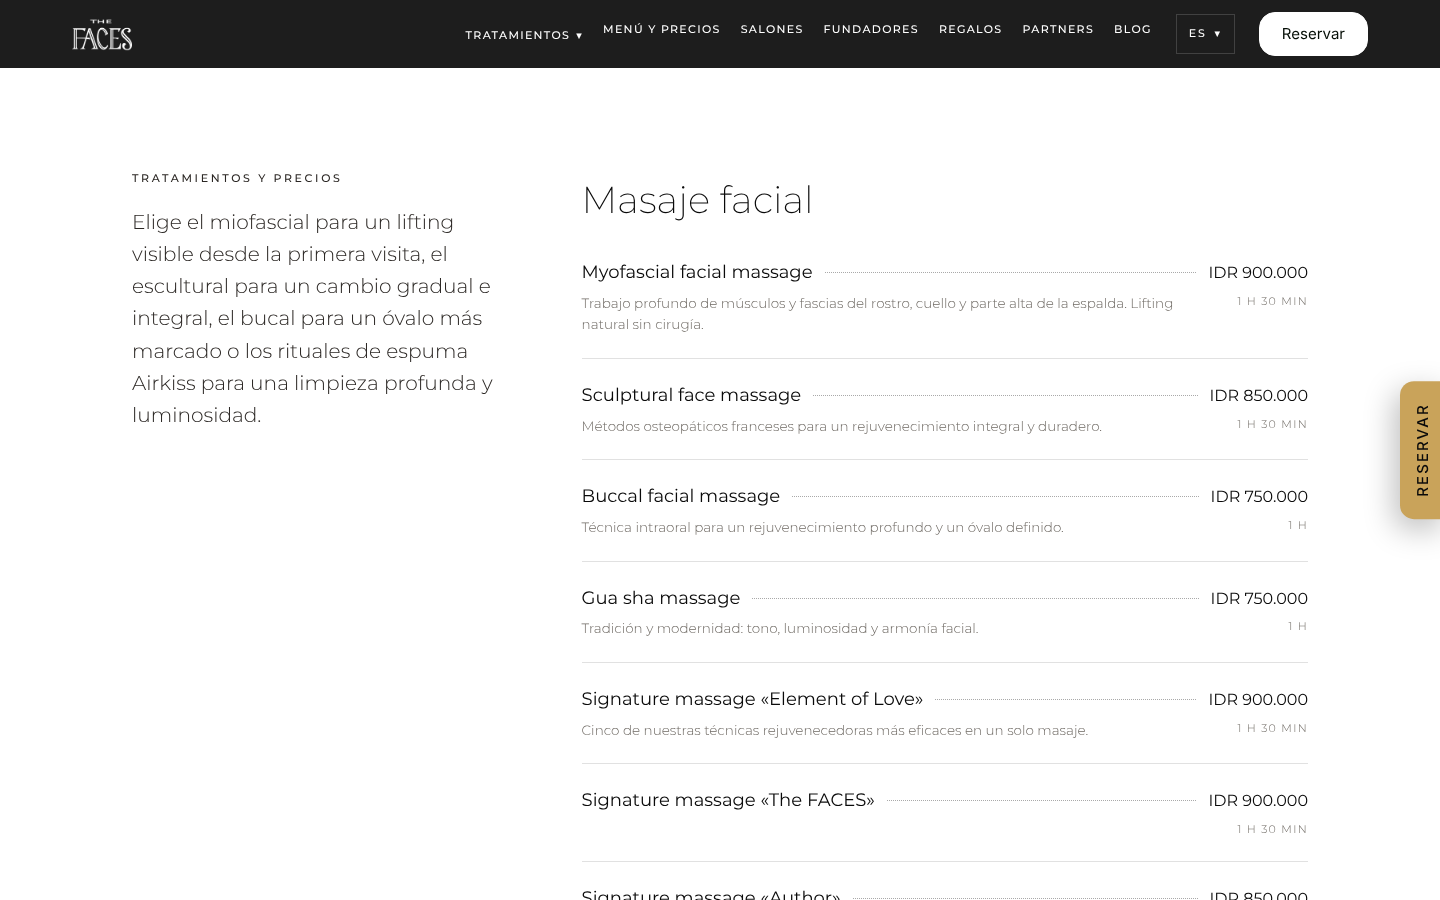 THE
FACES
TRATAMIENTOS ▾
MENÚ Y PRECIOS
SALONES
FUNDADORES
REGALOS
PARTNERS
BLOG
ES ▾
Reservar
TRATAMIENTOS Y PRECIOS
Elige el miofascial para un lifting
visible desde la primera visita, el
escultural para un cambio gradual e
integral, el bucal para un óvalo más
marcado o los rituales de espuma
Airkiss para una limpieza profunda y
luminosidad.
Masaje facial
Myofascial facial massage IDR 900.000
Trabajo profundo de músculos y fascias del rostro, cuello y parte alta de la espalda. Lifting
natural sin cirugía.
1 H 30 MIN
Sculptural face massage IDR 850.000
Métodos osteopáticos franceses para un rejuvenecimiento integral y duradero.
1 H 30 MIN
Buccal facial massage IDR 750.000
Técnica intraoral para un rejuvenecimiento profundo y un óvalo definido.
1 H
Gua sha massage IDR 750.000
Tradición y modernidad: tono, luminosidad y armonía facial.
1 H
Signature massage «Element of Love» IDR 900.000
Cinco de nuestras técnicas rejuvenecedoras más eficaces en un solo masaje.
1 H 30 MIN
Signature massage «The FACES» IDR 900.000
1 H 30 MIN
Signature massage «Author» IDR 850.000
RESERVAR